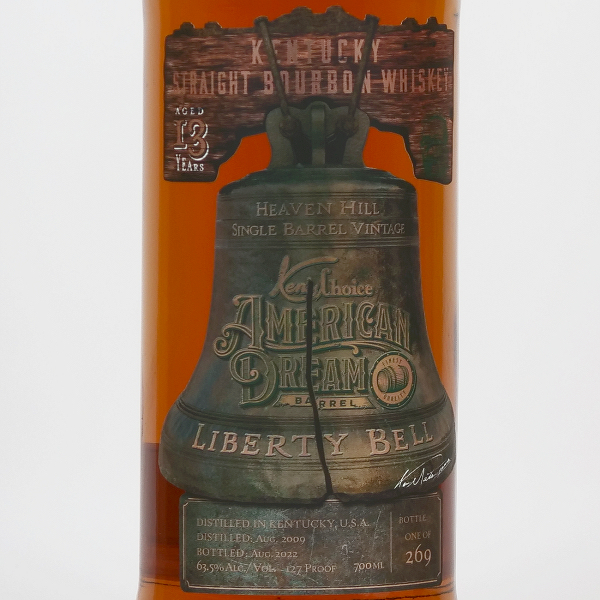 KENTUCKY
STRAIGHT BOURBON WHISKEY
AGED
13
YEARS
HEAVEN HILL
SINGLE BARREL VINTAGE
Ken's Choice
AMERICAN
DREAM
FINEST
QUALITY
BARREL
LIBERTY BELL
DISTILLED IN KENTUCKY, U.S.A.
DISTILLED: AUG. 2009
BOTTLED: AUG. 2022
63.5% ALC./ VOL. 127 PROOF 700 ML
BOTTLE
ONE OF
269